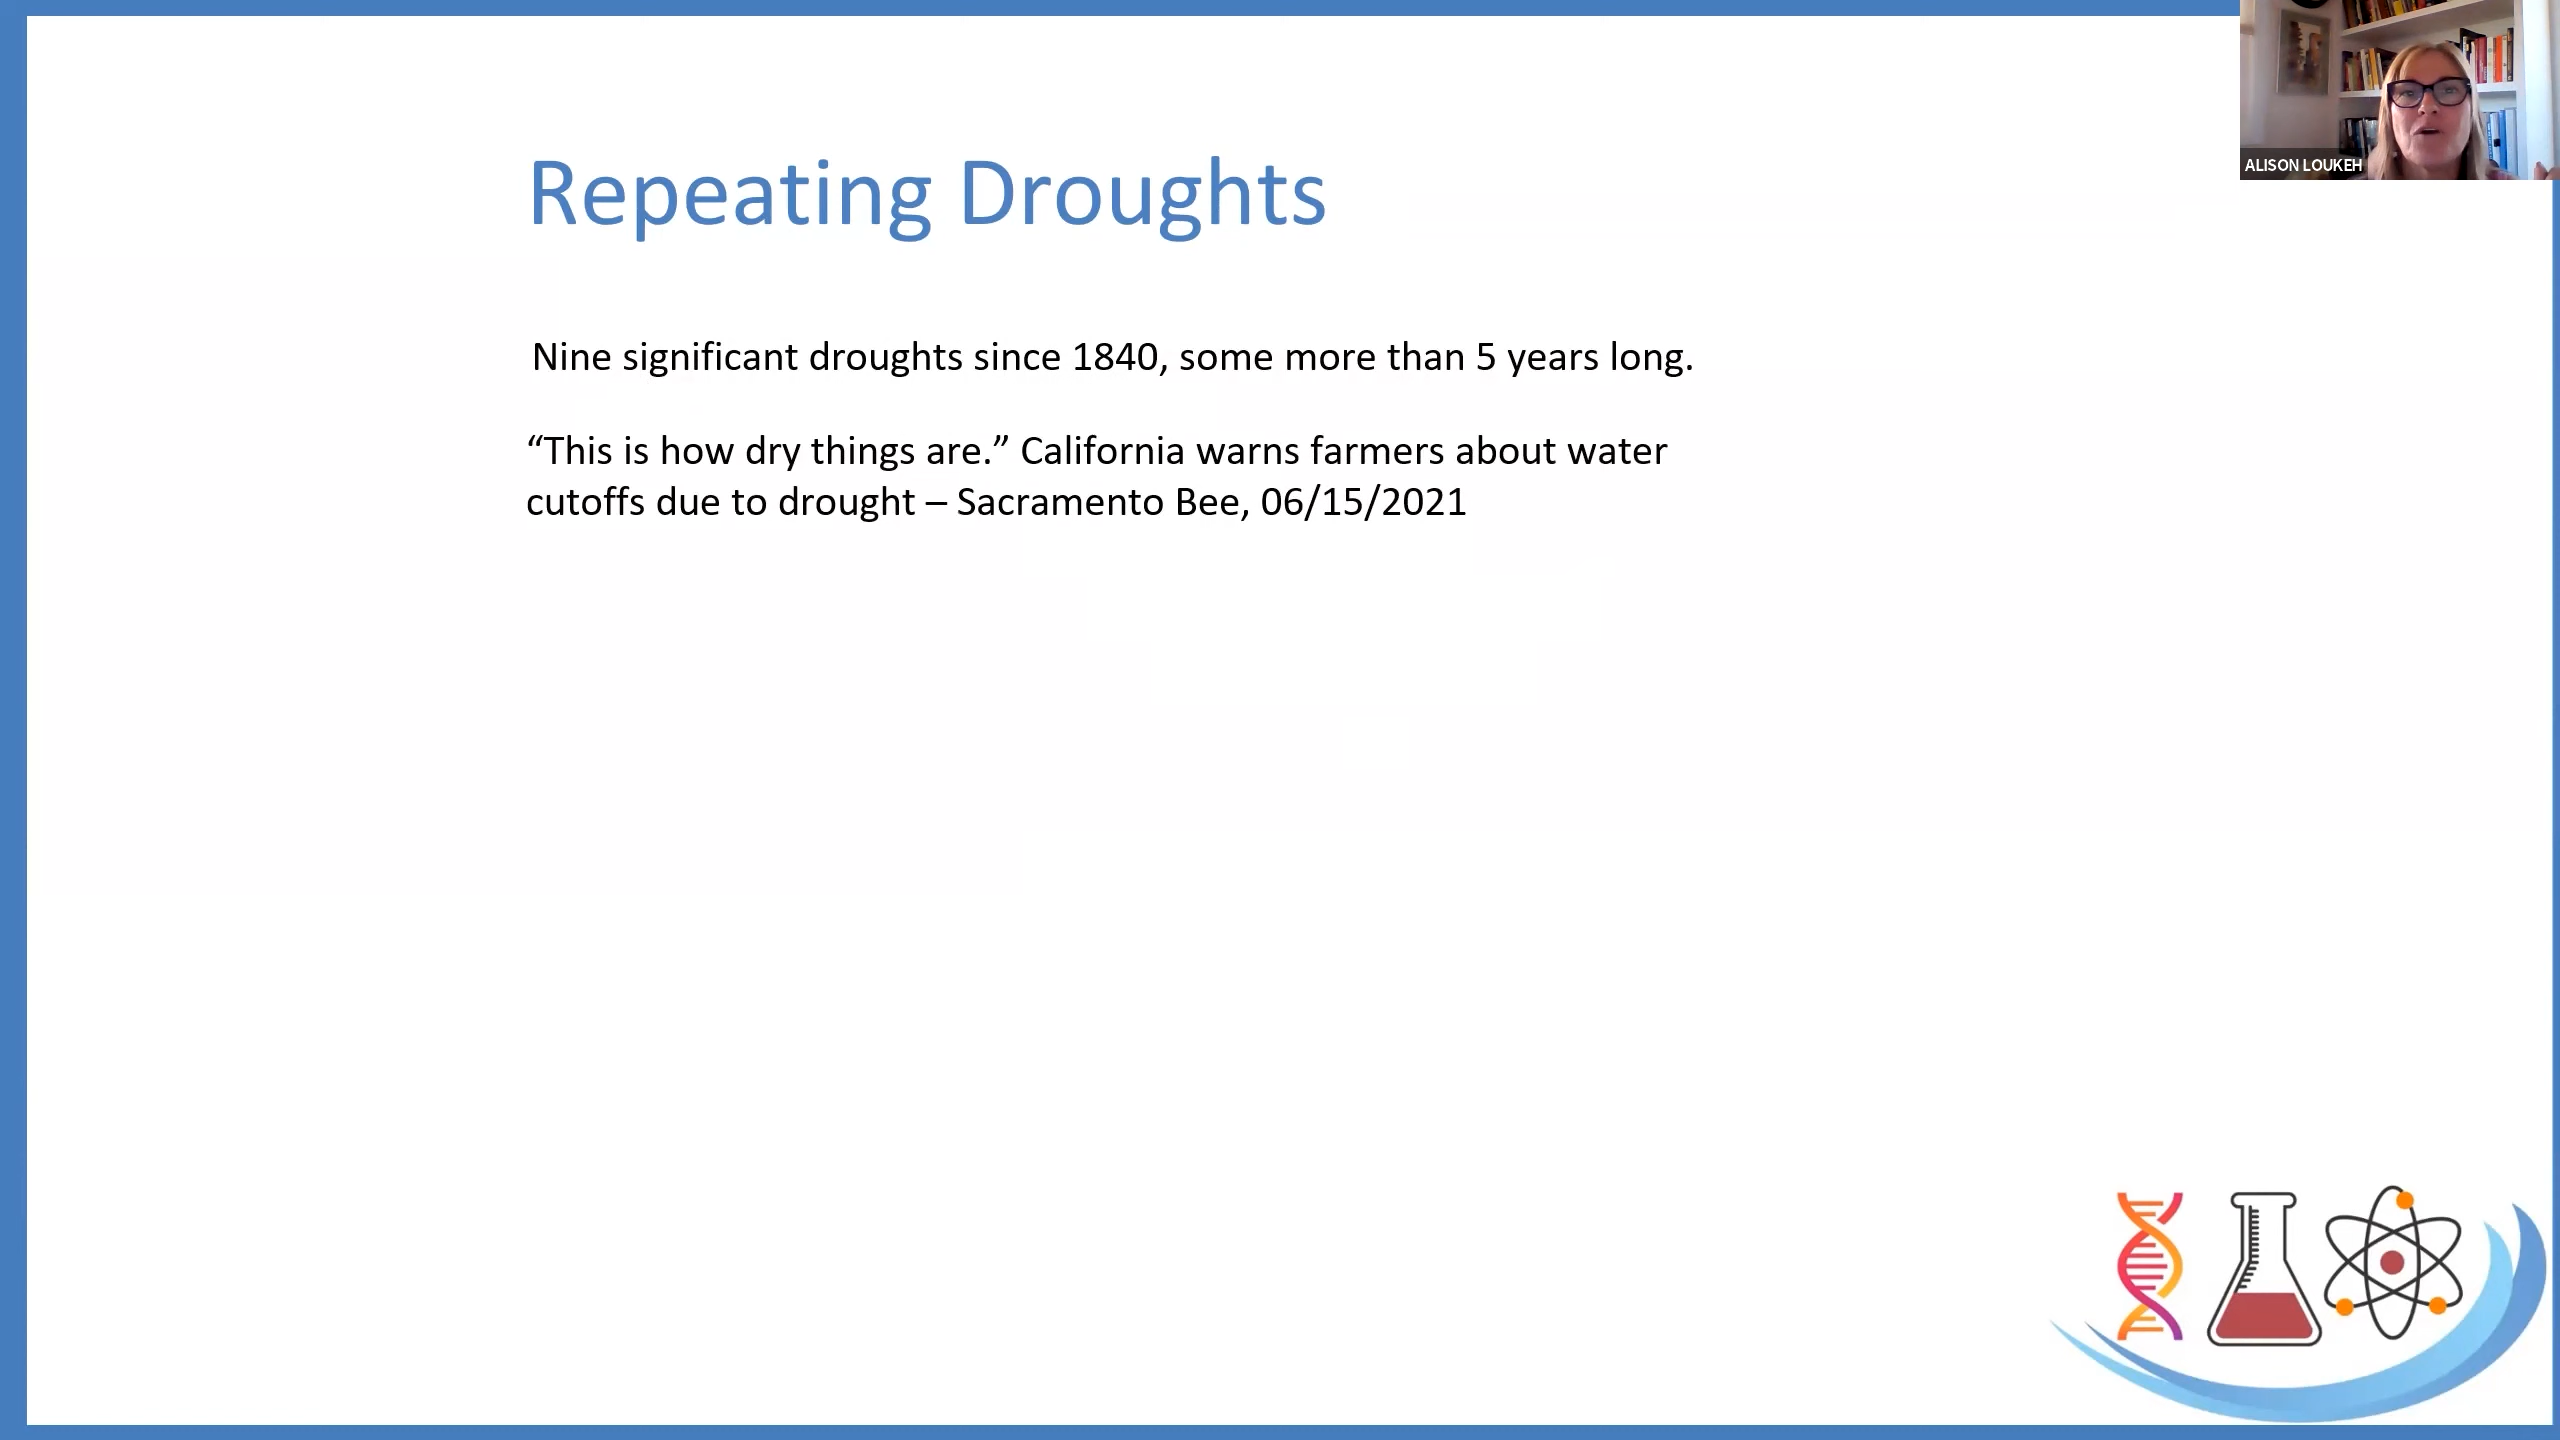 Repeating Droughts
Nine significant droughts since 1840, some more than 5 years long.
“This is how dry things are.” California warns farmers about water
cutoffs due to drought – Sacramento Bee, 06/15/2021
ALISON LOUKEH